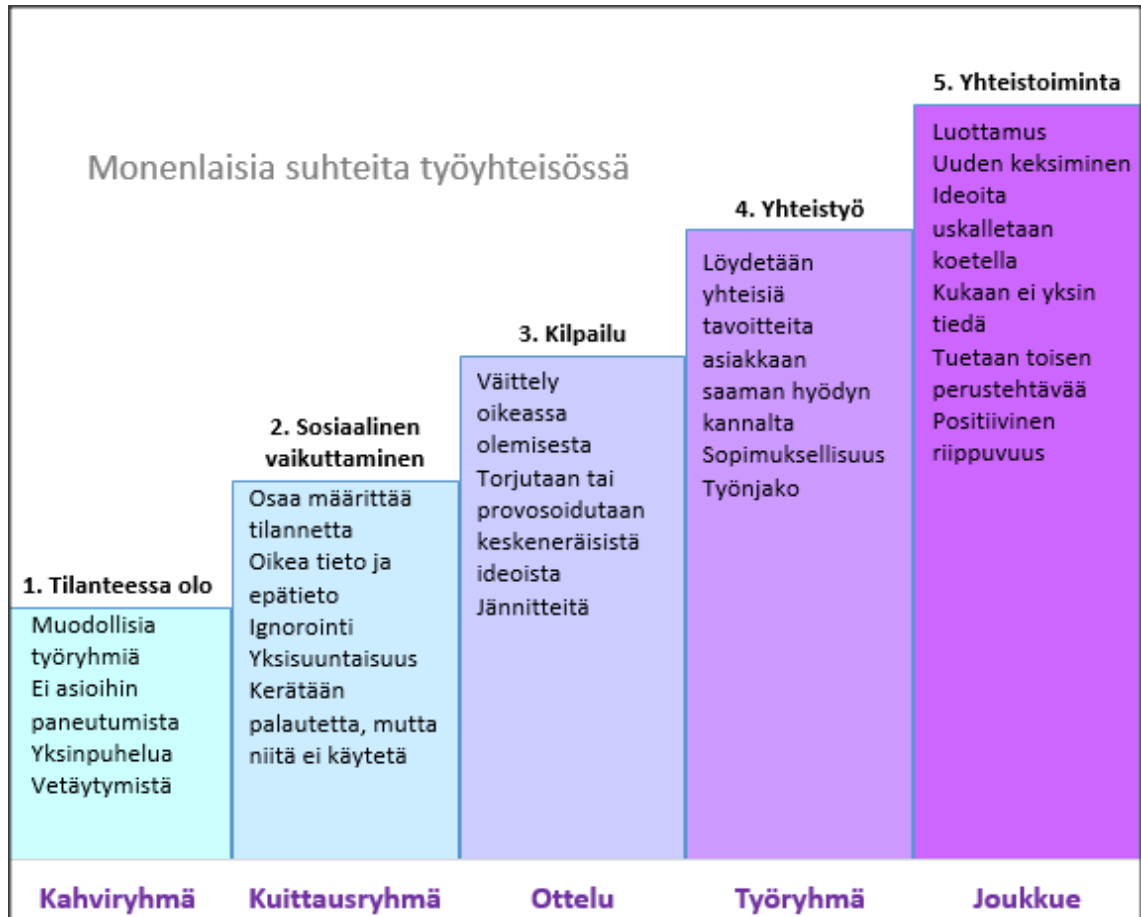 Monenlaisia suhteita työyhteisössä
1. Tilanteessa olo
Muodollisia
työryhmiä
Ei asioihin
paneutumista
Yksinpuhelua
Vetäytymistä
Kahviryhmä
2. Sosiaalinen
vaikuttaminen
Osaa määrittää
tilannetta
Oikea tieto ja
epätieto
Ignorointi
Yksisuuntaisuus
Kerätään
palautetta, mutta
niitä ei käytetä
Kuittausryhmä
3. Kilpailu
Väittely
oikeassa
olemisesta
Torjutaan tai
provosoidutaan
keskeneräisistä
ideoista
Jännitteitä
Ottelu
4. Yhteistyö
Löydetään
yhteisiä
tavoitteita
asiakkaan
saaman hyödyn
kannalta
Sopimuksellisuus
Työnjako
Työryhmä
5. Yhteistoiminta
Luottamus
Uuden keksiminen
Ideoita
uskalletaan
koetella
Kukaan ei yksin
tiedä
Tuetaan toisen
perustehtävää
Positiivinen
riippuvuus
Joukkue